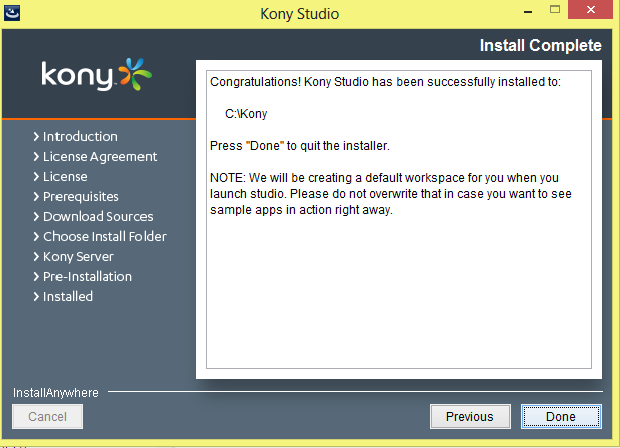 Kony Studio
Install Complete
kony
Congratulations! Kony Studio has been successfully installed to:
C:\Kony
Press "Done" to quit the installer.
NOTE: We will be creating a default workspace for you when you
launch studio. Please do not overwrite that in case you want to see
sample apps in action right away.
Introduction
License Agreement
License
Prerequisites
Download Sources
Choose Install Folder
Kony Server
Pre-Installation
Installed
InstallAnywhere
Cancel
Previous
Done